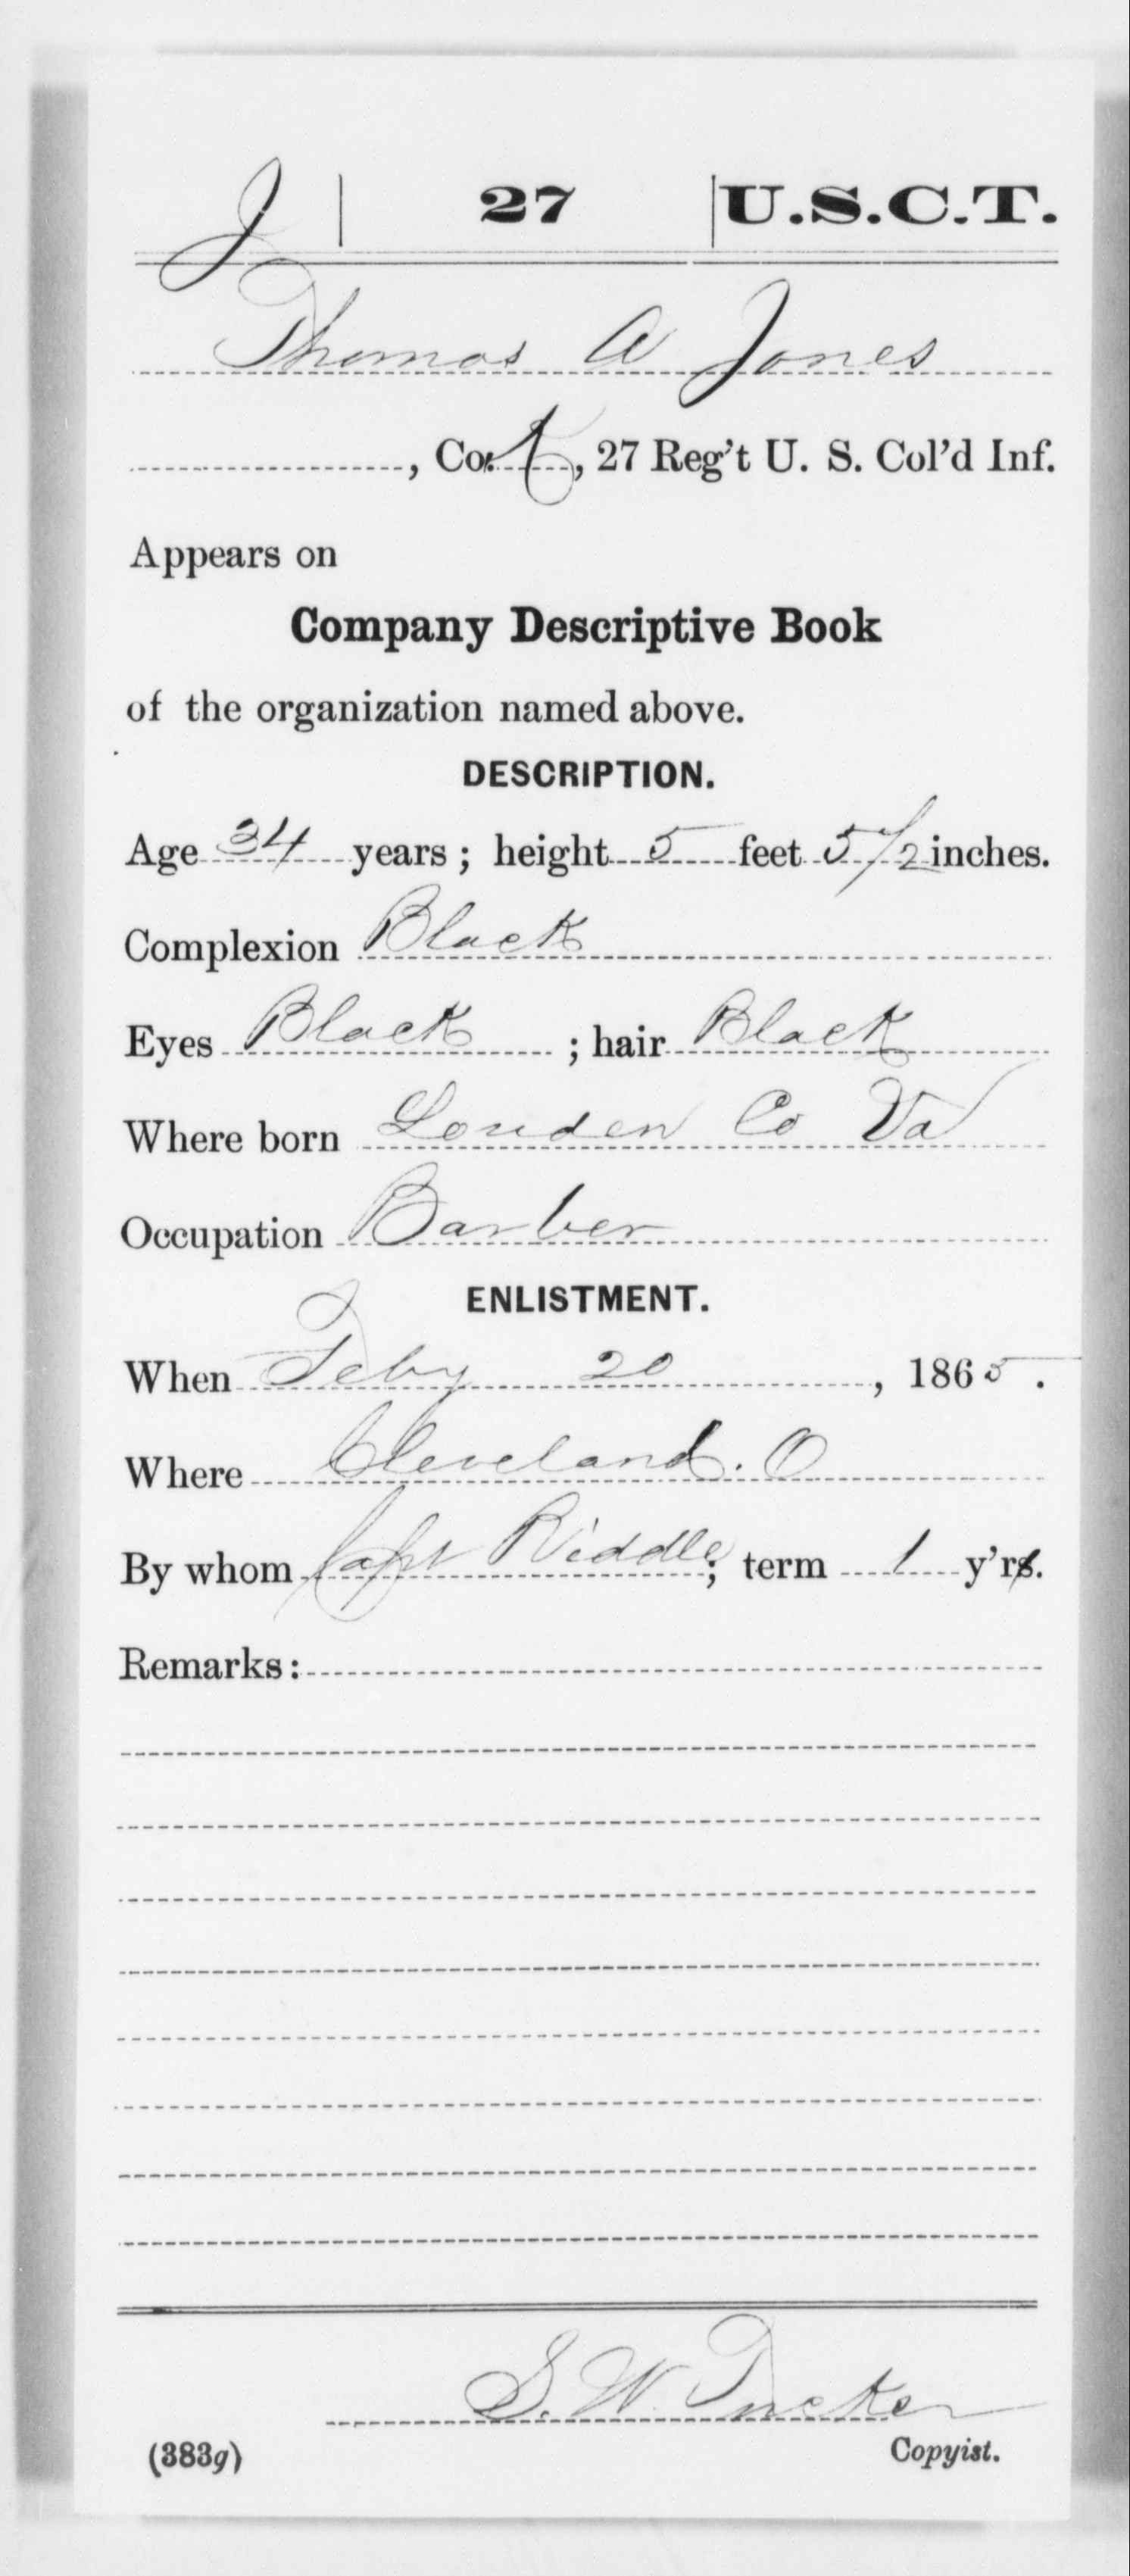 J | 27 | U.S.C.T.
Thomas A Jones
, Co. K, 27 Reg't U. S. Col'd Inf.
Appears on
Company Descriptive Book
of the organization named above.
DESCRIPTION.
Age 34 years; height 5 feet 5 1/2 inches.
Complexion Black
Eyes Black; hair Black
Where born Louden Co Va
Occupation Barber
ENLISTMENT.
When Feby 20, 1865.
Where Cleveland. O
By whom Capt Riddle; term 1 y'rs.
Remarks:
S. W. Tucker
(383g) Copyist.